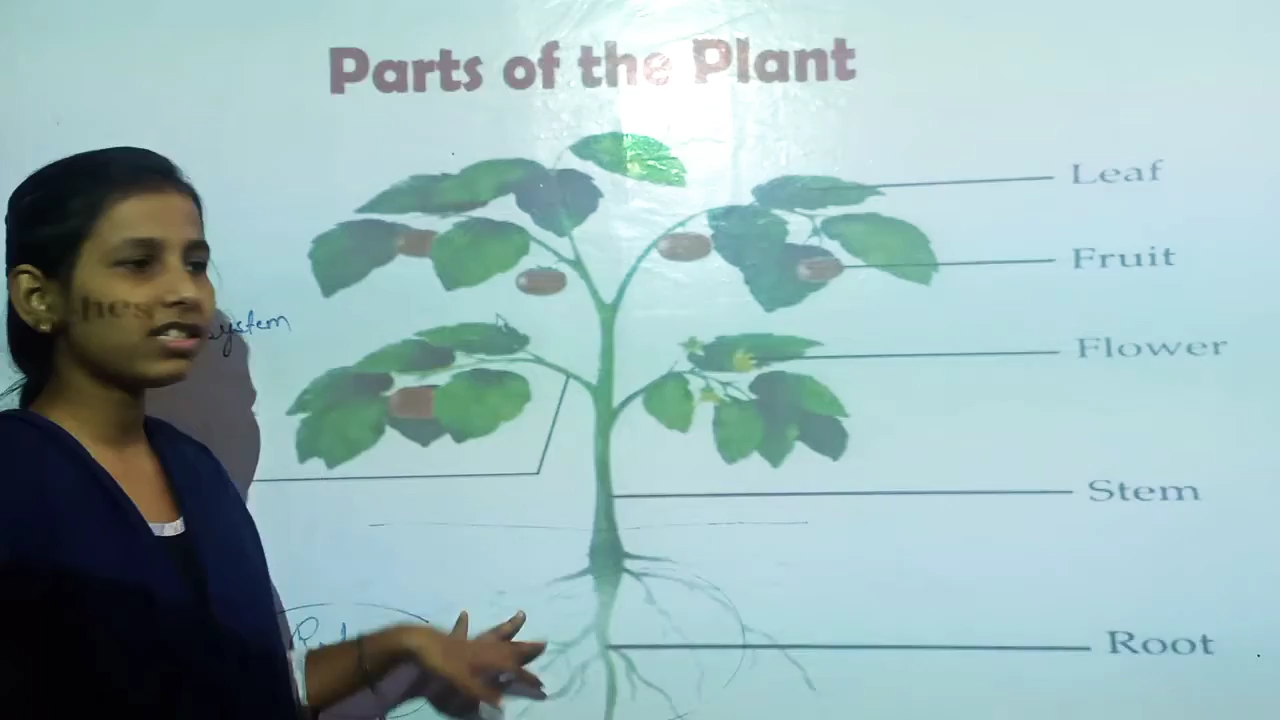 Parts of the Plant
Leaf
Fruit
system
Flower
Stem
Root